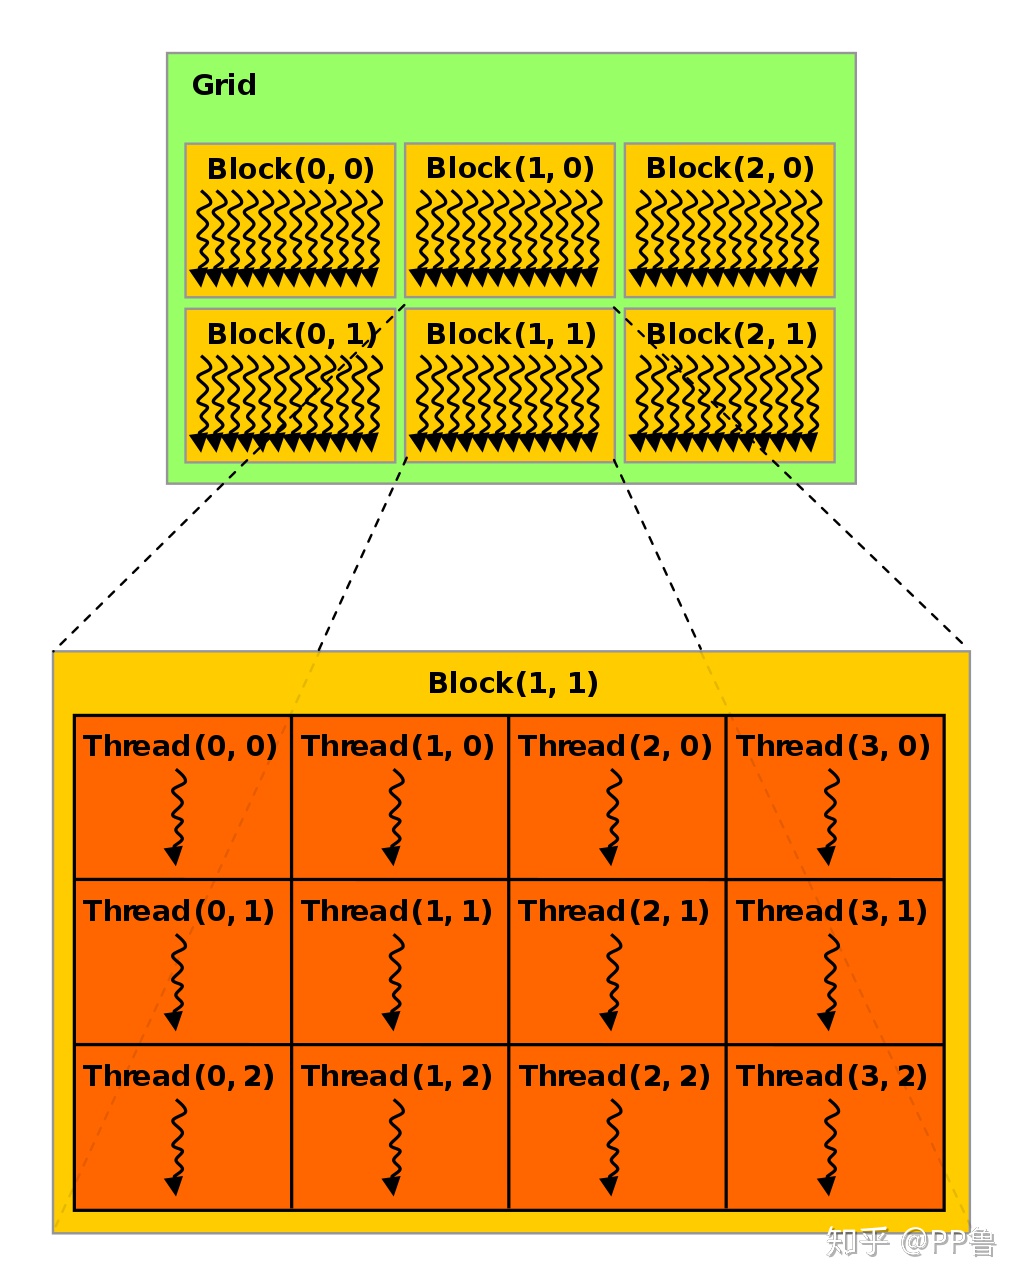 Grid
Block(0, 0) Block(1, 0) Block(2, 0)
Block(0, 1) Block(1, 1) Block(2, 1)
Block(1, 1)
Thread(0, 0) Thread(1, 0) Thread(2, 0) Thread(3, 0)
Thread(0, 1) Thread(1, 1) Thread(2, 1) Thread(3, 1)
Thread(0, 2) Thread(1, 2) Thread(2, 2) Thread(3, 2)
知乎 @PP鲁